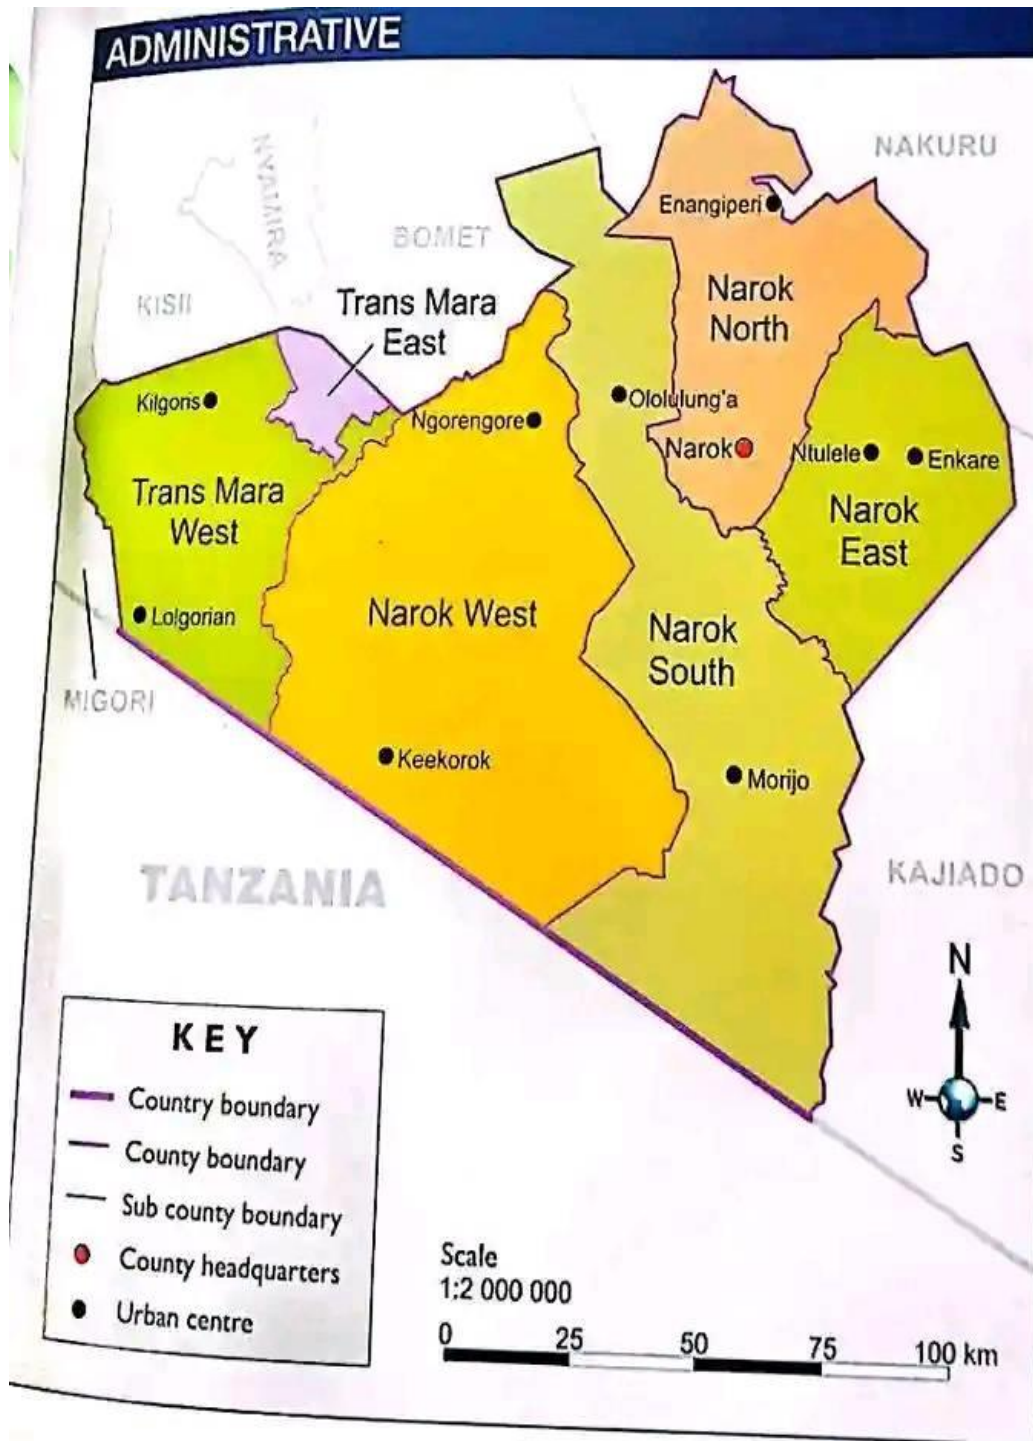 ADMINISTRATIVE
NYAMIRA
NAKURU
Enangiperi
BOMET
KISII
Trans Mara
East
Narok
North
Kilgoris
Ngorengore
Ololulung'a
Narok
Ntulele
Enkare
Trans Mara
West
Narok
East
Narok West
Lolgorian
Narok
South
MIGORI
Keekorok
Morijo
TANZANIA
KAJIADO
N
W
E
S
KEY
Country boundary
County boundary
Sub county boundary
County headquarters
Urban centre
Scale
1:2 000 000
0 25 50 75 100 km